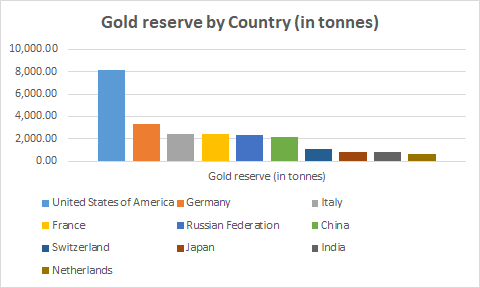 Gold reserve by Country (in tonnes)
10,000.00
8,000.00
6,000.00
4,000.00
2,000.00
0.00
Gold reserve (in tonnes)
United States of America Germany Italy
France Russian Federation China
Switzerland Japan India
Netherlands